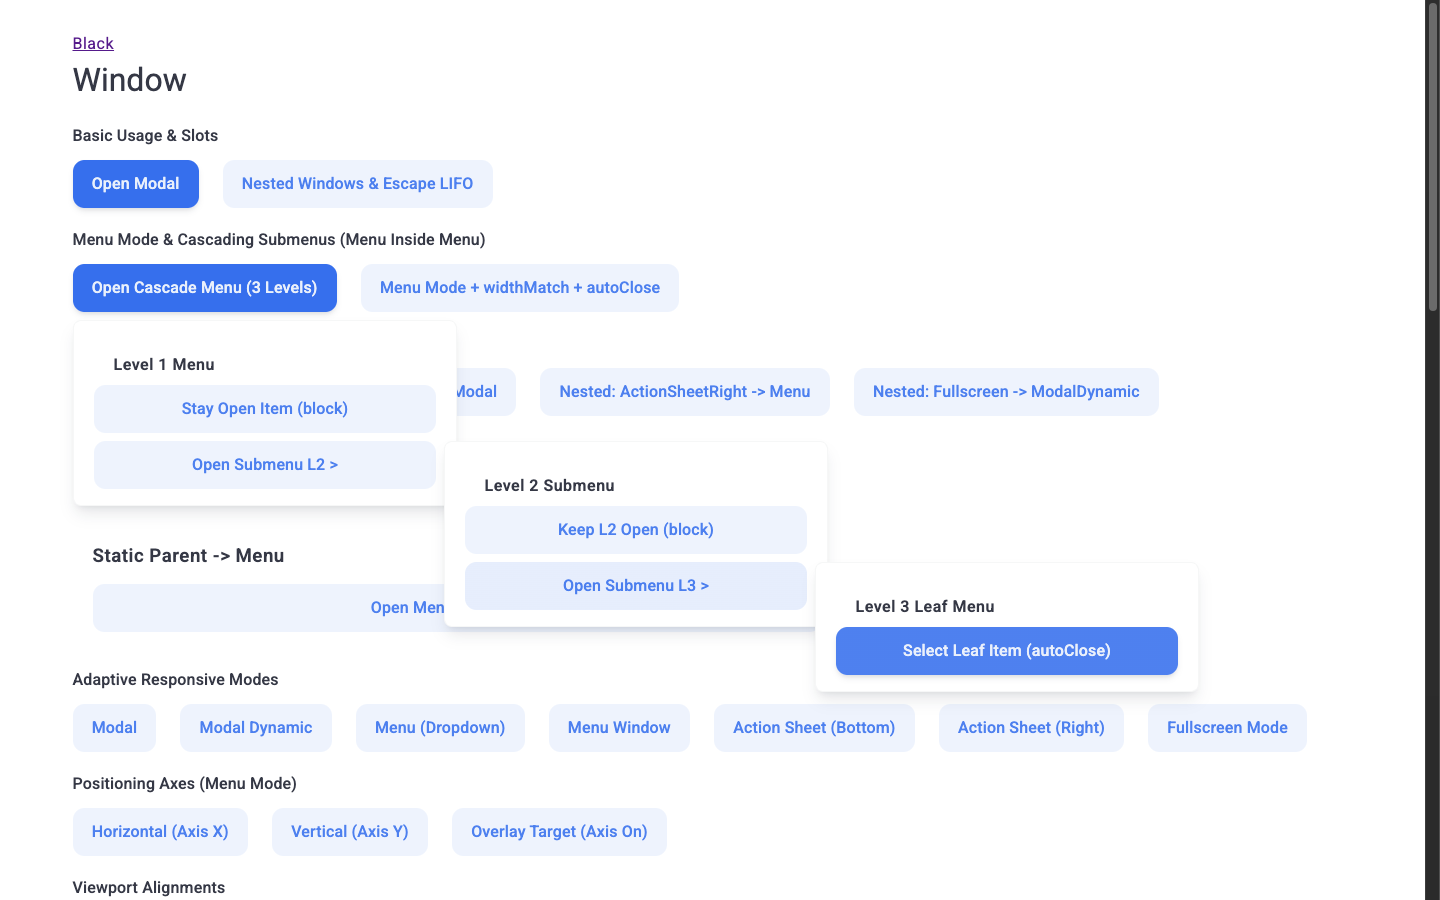 Black
Window
Basic Usage & Slots
Open Modal
Nested Windows & Escape LIFO
Menu Mode & Cascading Submenus (Menu Inside Menu)
Open Cascade Menu (3 Levels)
Menu Mode + widthMatch + autoClose
Level 1 Menu
Stay Open Item (block)
Open Submenu L2 >
Modal
Nested: ActionSheetRight -> Menu
Nested: Fullscreen -> ModalDynamic
Level 2 Submenu
Keep L2 Open (block)
Open Submenu L3 >
Static Parent -> Menu
Open Men
Level 3 Leaf Menu
Select Leaf Item (autoClose)
Adaptive Responsive Modes
Modal
Modal Dynamic
Menu (Dropdown)
Menu Window
Action Sheet (Bottom)
Action Sheet (Right)
Fullscreen Mode
Positioning Axes (Menu Mode)
Horizontal (Axis X)
Vertical (Axis Y)
Overlay Target (Axis On)
Viewport Alignments